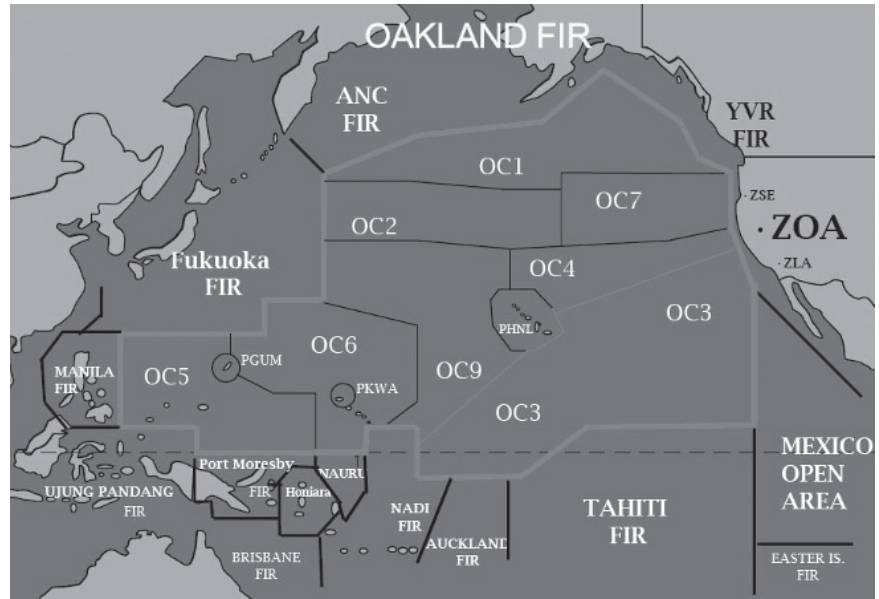 OAKLAND FIR
ANC
FIR
YVR
FIR
OC1
ZSE
OC7
OC2
ZOA
Fukuoka
FIR
OC4
ZLA
OC3
PHNL
OC6
PGUM
MANILA
FIR
OC5
OC9
PKWA
OC3
MEXICO
OPEN
AREA
Port Moresby
FIR
NAURU
UJUNG PANDANG
FIR
Honiara
NADI
FIR
TAHITI
FIR
AUCKLAND
FIR
BRISBANE
FIR
EASTER IS.
FIR